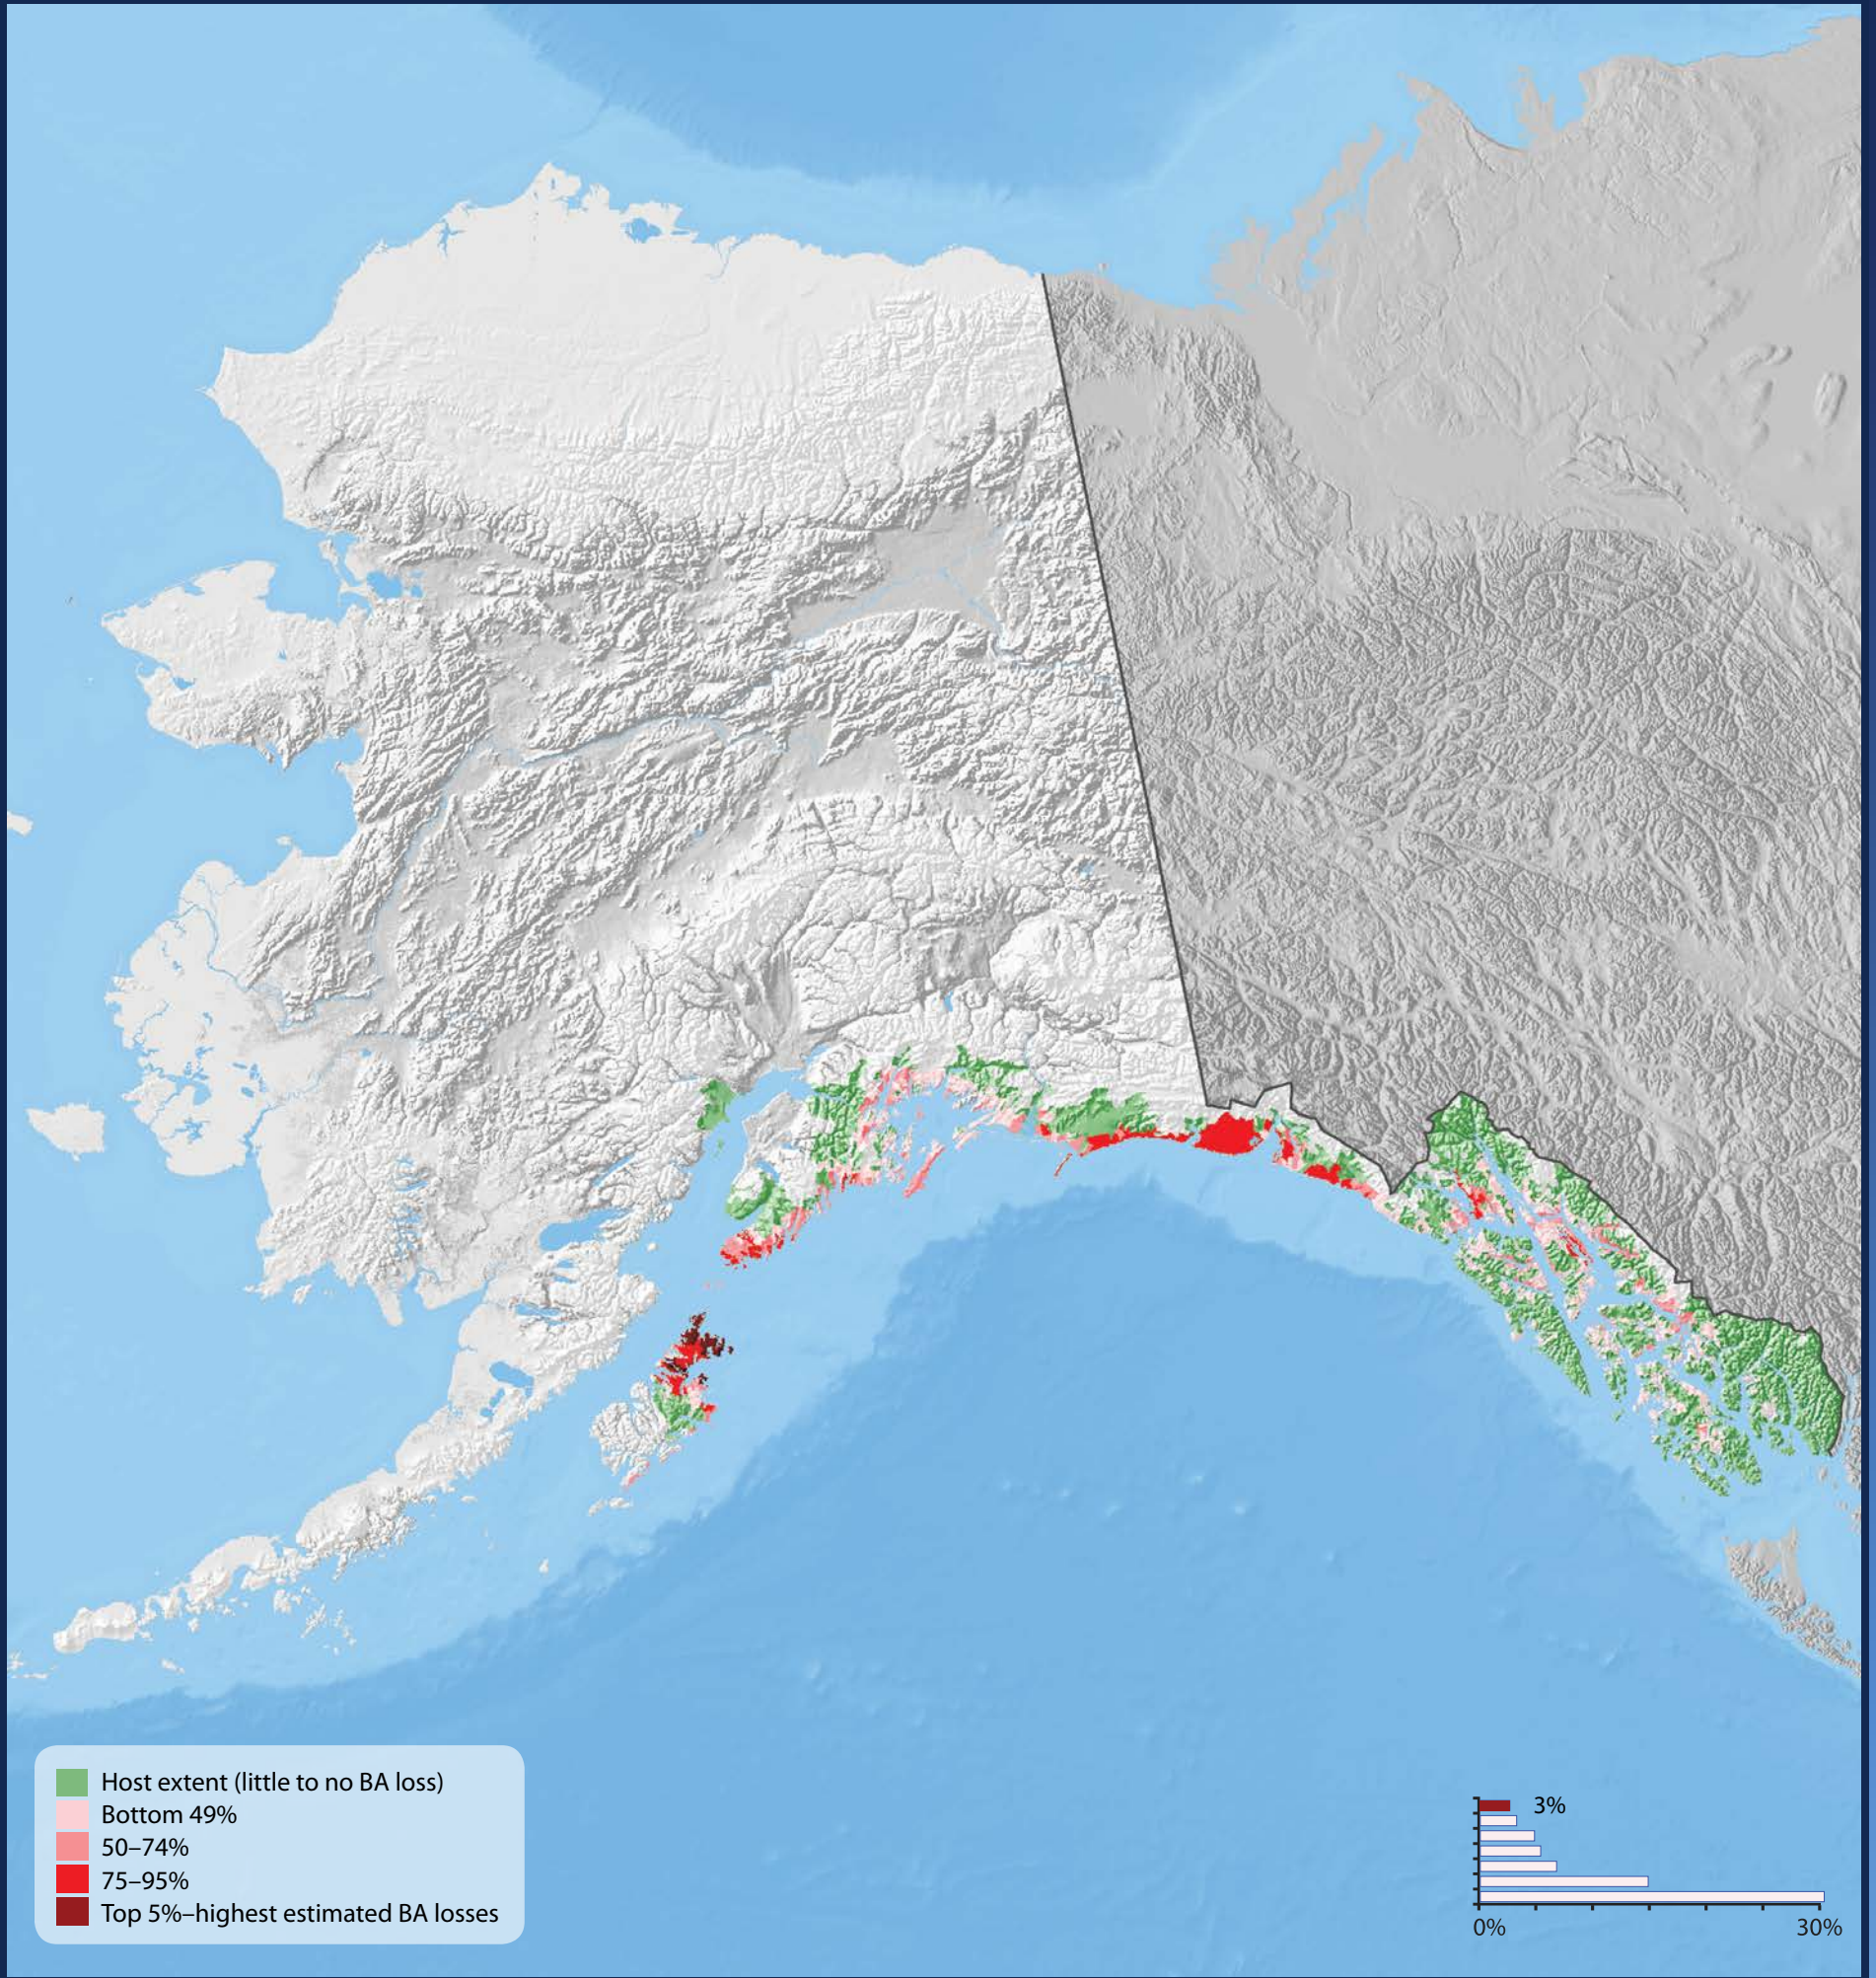 Host extent (little to no BA loss)
Bottom 49%
50–74%
75–95%
Top 5%–highest estimated BA losses
3%
0%
30%